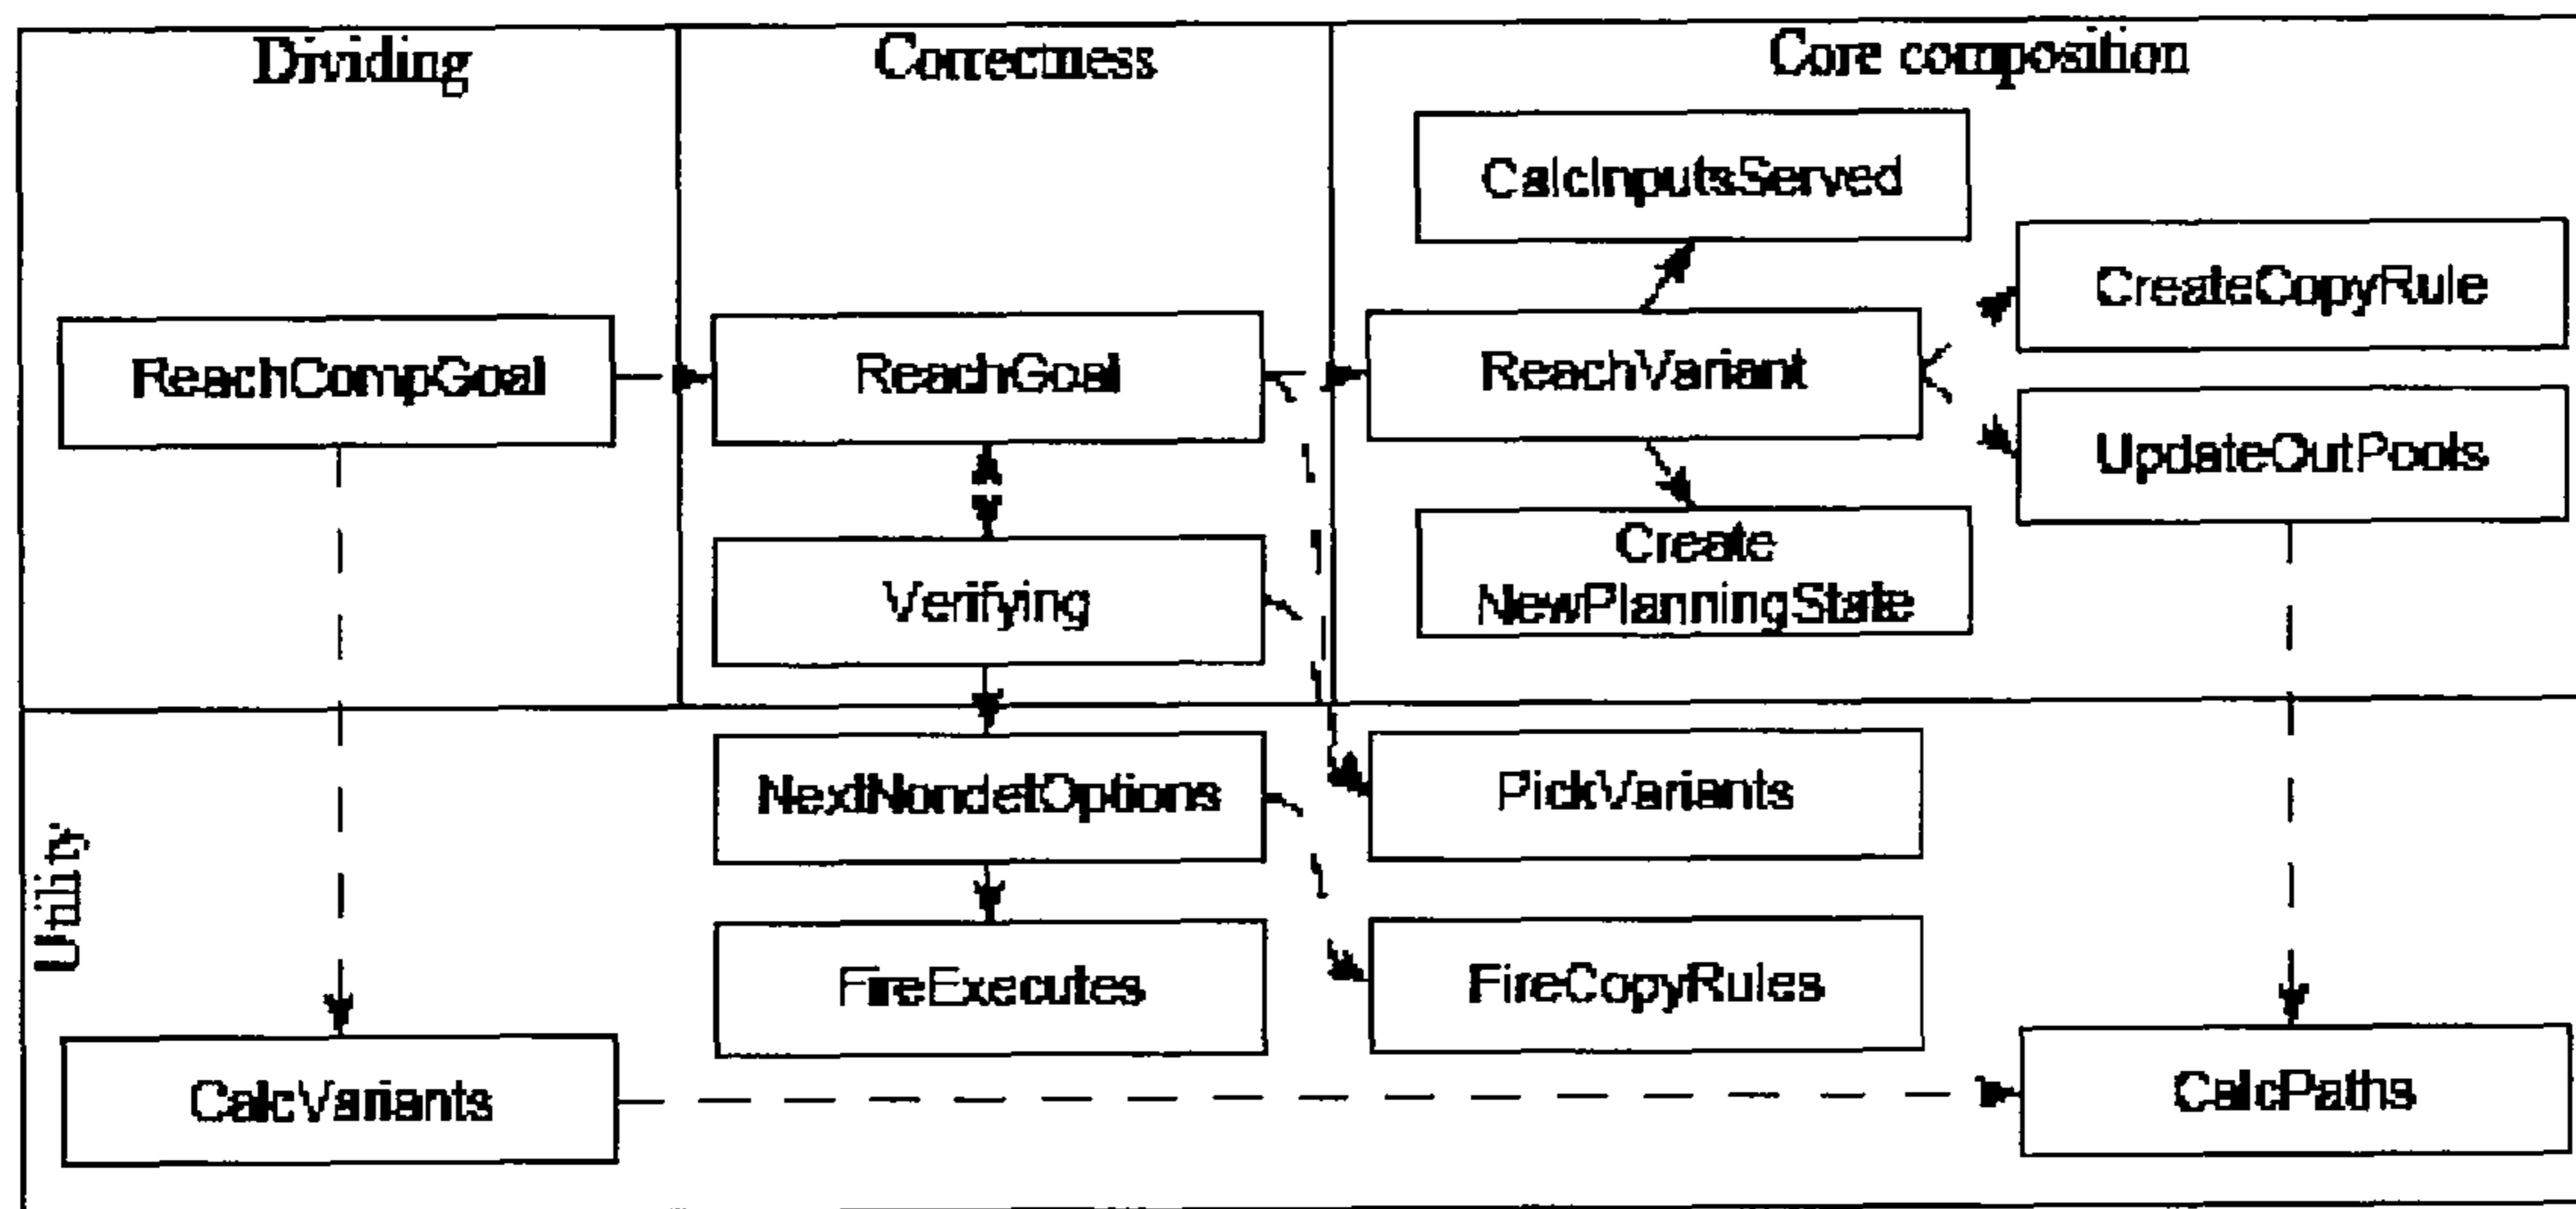 Dividing
Correctness
Core composition
CalcInputsServed
CreateCopyRule
ReachCompGoal
ReachGoal
ReachVariant
UpdateOutPools
Verifying
Create
NewPlanningState
NextNondetOptions
PickVariants
Utility
FireExecutes
FireCopyRules
CalcVariants
CalcPaths